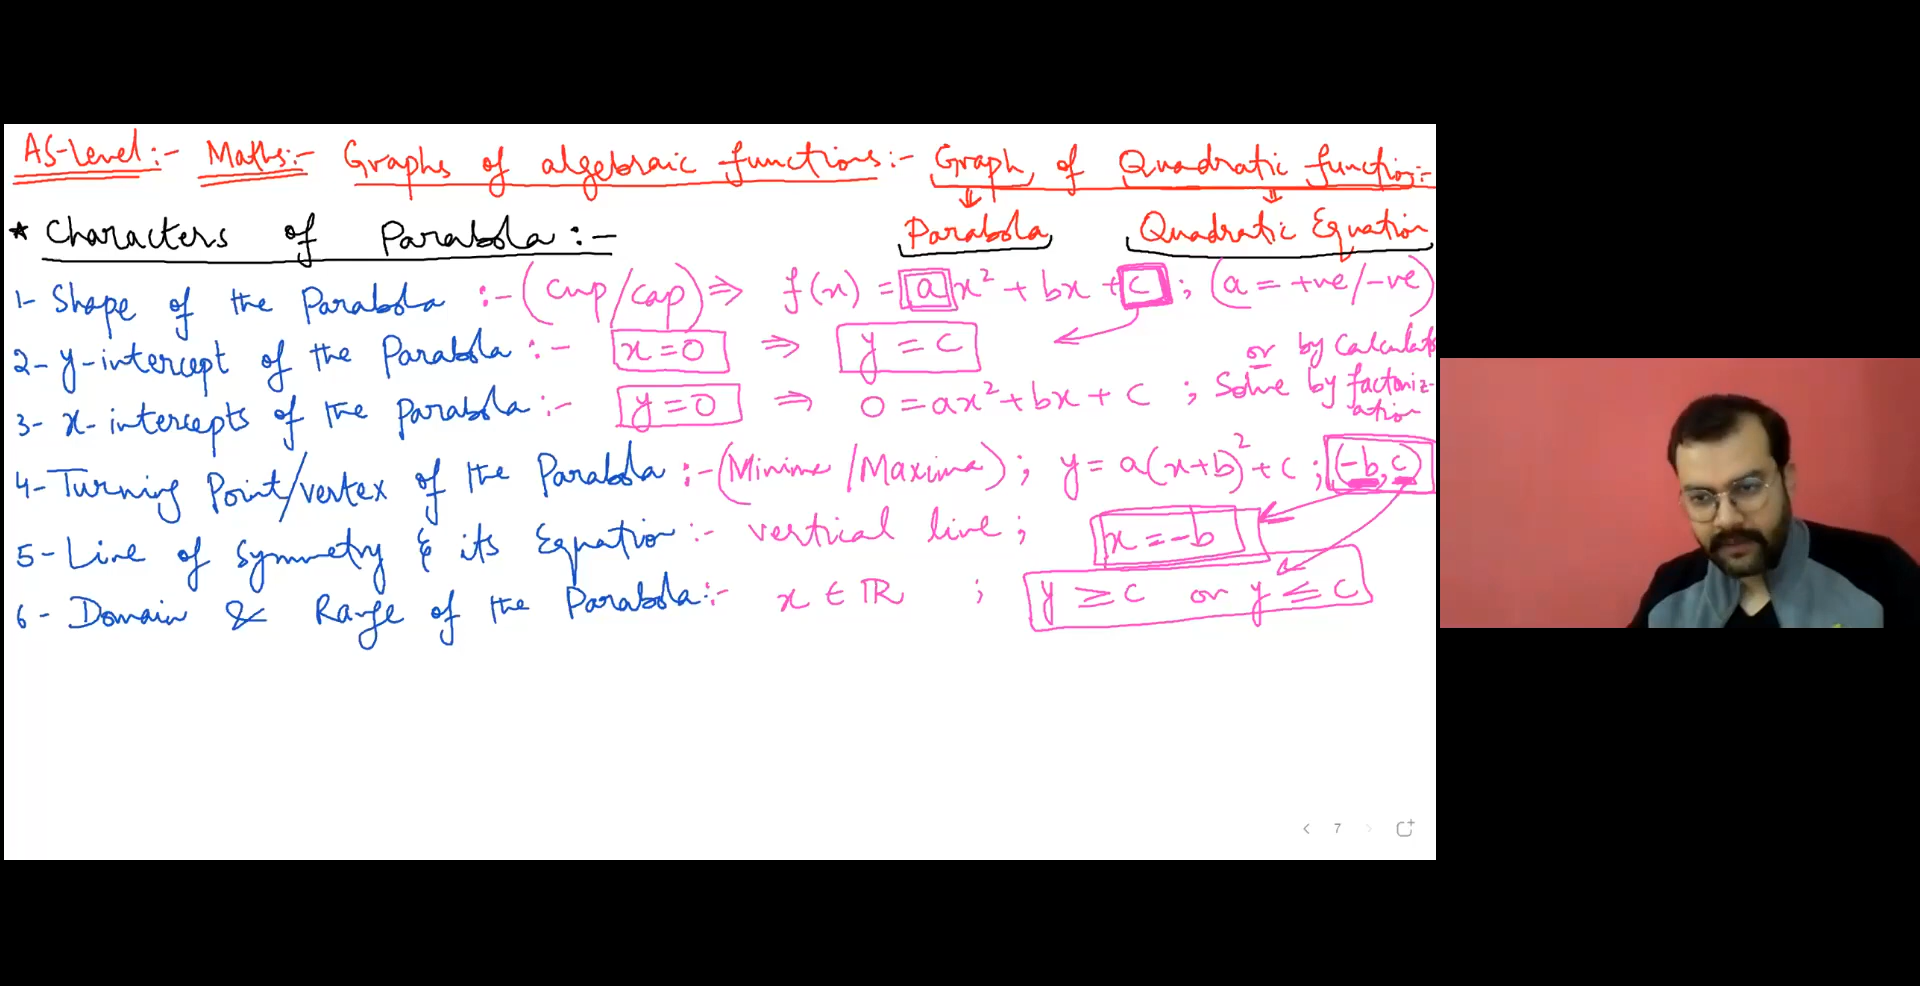 AS-Level:- Maths:- Graphs of algebraic functions:- Graph of Quadratic function:-
* Characters of Parabola:- Parabola Quadratic Equation
1- Shape of the Parabola :- (cup/cap) ⇒ f(x) = ax² + bx + c ; (a = +ve/-ve)
2- y-intercept of the Parabola :- x=0 ⇒ y = c
or by Calculator
3- x-intercepts of the Parabola:- y=0 ⇒ 0 = ax² + bx + c ; Solve by factoriz-
ation
4- Turning Point/vertex of the Parabola :- (Minima/Maxima) ; y = a(x+b)² + c ; (-b, c)
5- Line of Symmetry & its Equation:- vertical line ; x = -b
6- Domain & Range of the Parabola:- x ∈ ℝ ; y ≥ c or y ≤ c
< 7 >